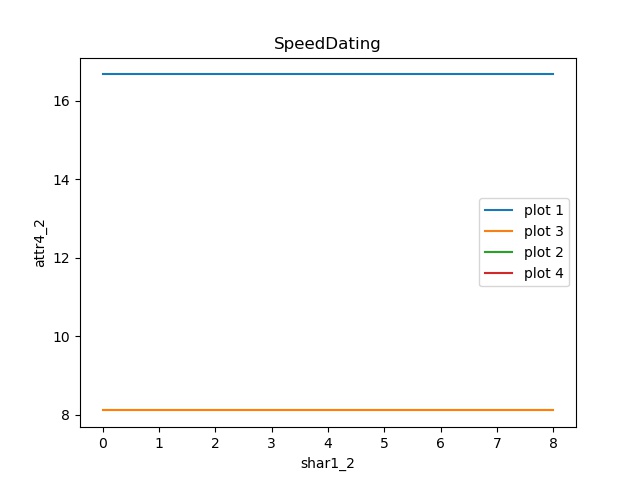 SpeedDating
16
14
12
10
8
attr4_2
plot 1
plot 3
plot 2
plot 4
0 1 2 3 4 5 6 7 8
shar1_2